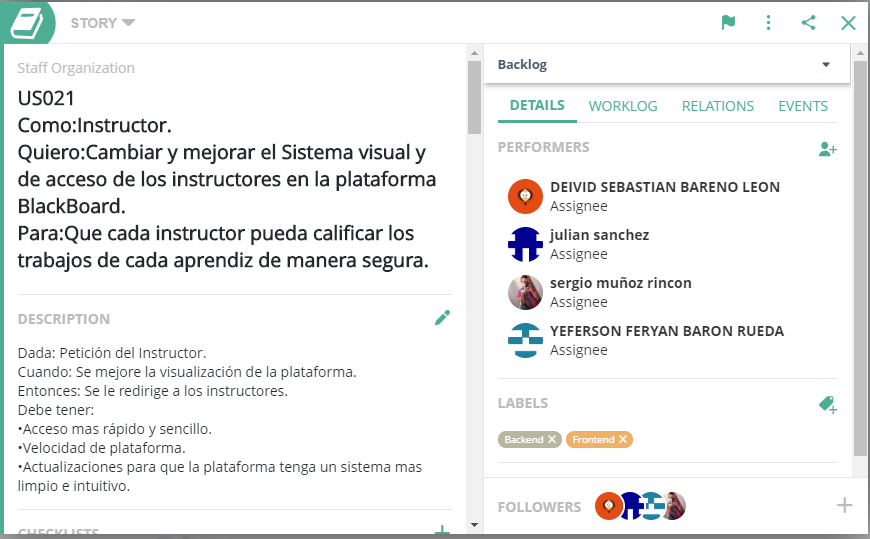 STORY
Staff Organization
US021
Como:Instructor.
Quiero:Cambiar y mejorar el Sistema visual y
de acceso de los instructores en la plataforma
BlackBoard.
Para:Que cada instructor pueda calificar los
trabajos de cada aprendiz de manera segura.
DESCRIPTION
Dada: Petición del Instructor.
Cuando: Se mejore la visualización de la plataforma.
Entonces: Se le redirige a los instructores.
Debe tener:
•Acceso mas rápido y sencillo.
•Velocidad de plataforma.
•Actualizaciones para que la plataforma tenga un sistema mas
limpio e intuitivo.
CHECKLISTS
Backlog
DETAILS WORKLOG RELATIONS EVENTS
PERFORMERS
DEIVID SEBASTIAN BARENO LEON
Assignee
julian sanchez
Assignee
sergio muñoz rincon
Assignee
YEFERSON FERYAN BARON RUEDA
Assignee
LABELS
Backend Frontend
FOLLOWERS